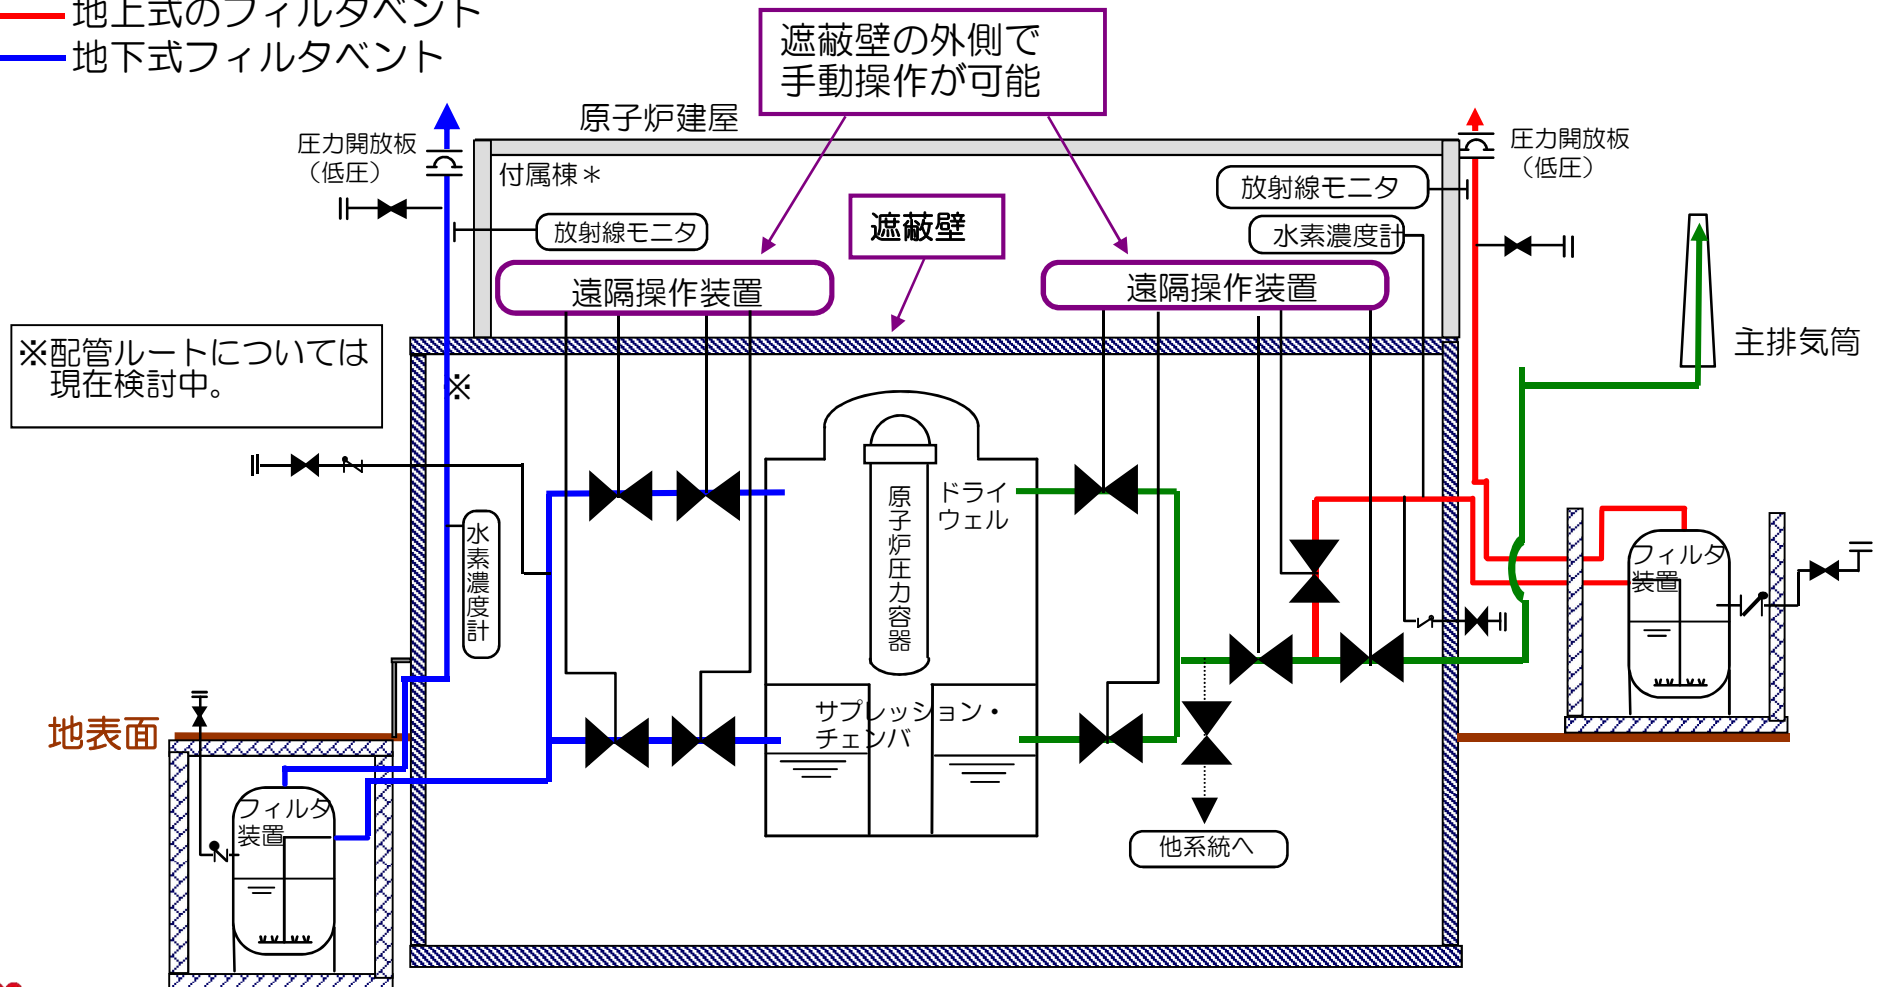 地上式のフィルタベント
地下式フィルタベント
遮蔽壁の外側で
手動操作が可能
原子炉建屋
圧力開放板
（低圧）
圧力開放板
（低圧）
付属棟＊
放射線モニタ
放射線モニタ
遮蔽壁
水素濃度計
遠隔操作装置
遠隔操作装置
主排気筒
※配管ルートについては
現在検討中。
※
原子炉圧力容器
ドライ
ウェル
水素濃度計
フィルタ
装置
サプレッション・
チェンバ
地表面
フィルタ
装置
他系統へ